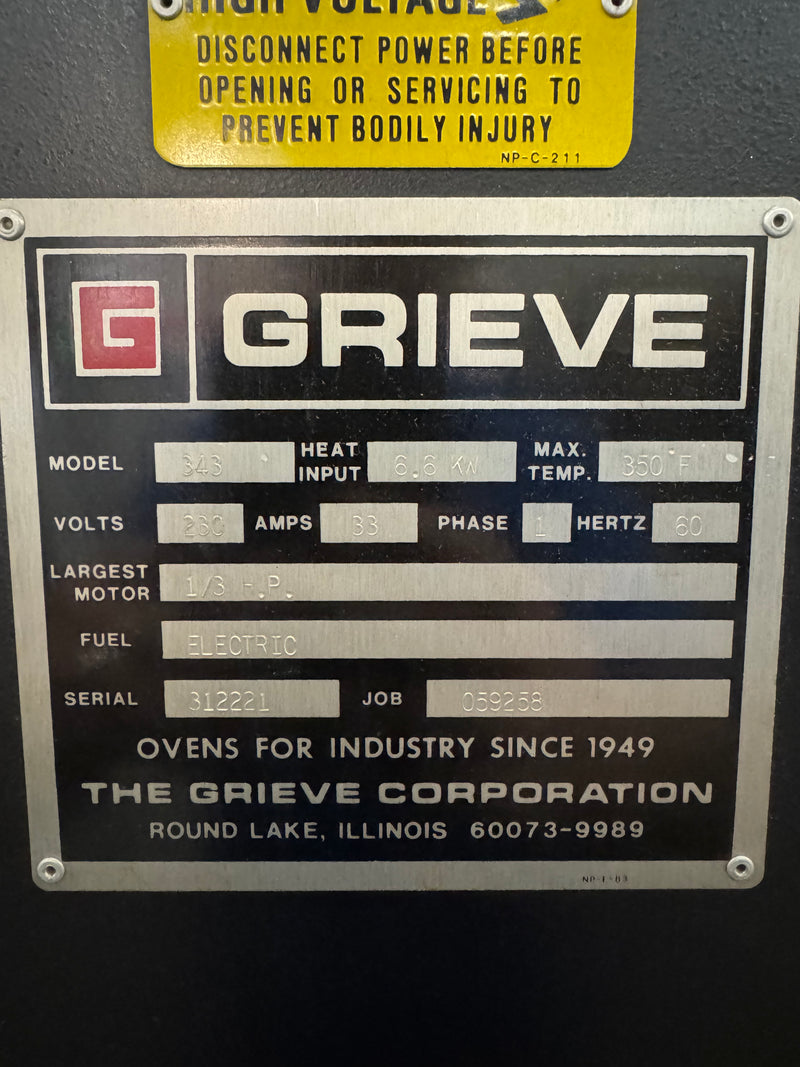 HIGH VOLTAGE
DISCONNECT POWER BEFORE
OPENING OR SERVICING TO
PREVENT BODILY INJURY
NP-C-211
G GRIEVE
MODEL 343 HEAT INPUT 6.6 KW MAX. TEMP. 350°F
VOLTS 230 AMPS 33 PHASE 1 HERTZ 60
LARGEST MOTOR 1/3 H.P.
FUEL ELECTRIC
SERIAL 312221 JOB 059258
OVENS FOR INDUSTRY SINCE 1949
THE GRIEVE CORPORATION
ROUND LAKE, ILLINOIS 60073-9989